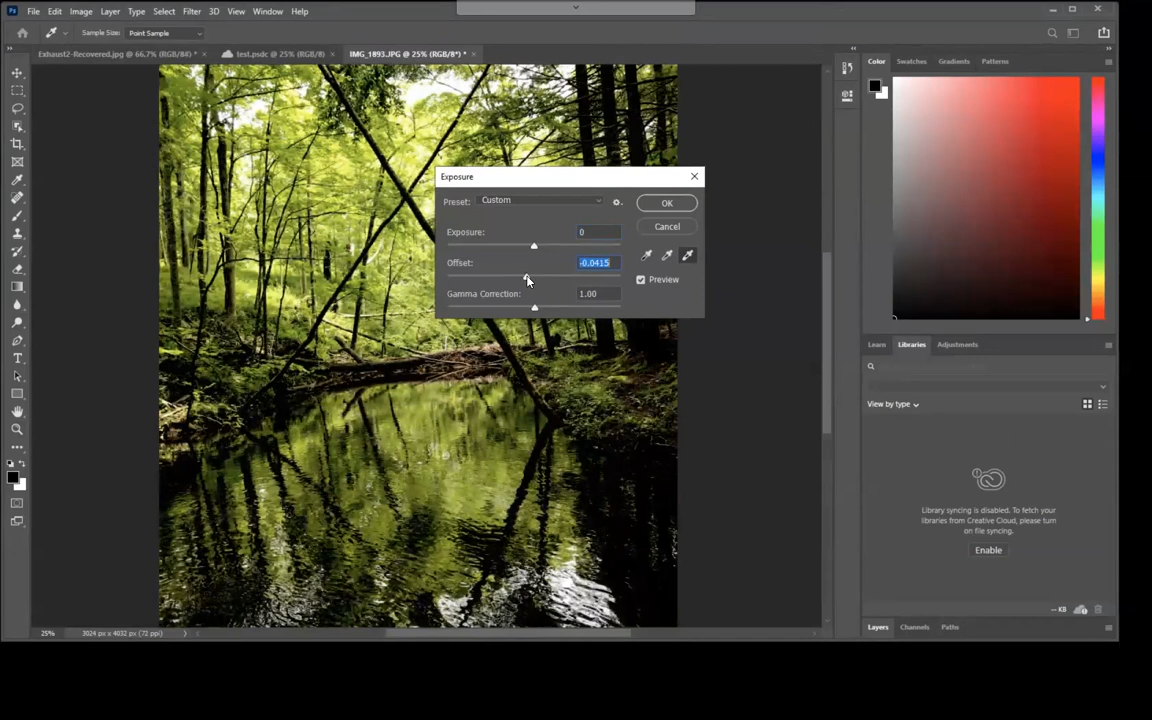 Ps File Edit Image Layer Type Select Filter 3D View Window Help
Sample Size: Point Sample
Exhaust2-Recovered.jpg @ 66.7% (RGB/8#) * × test.psdc @ 25% (RGB/8) × IMG_1893.JPG @ 25% (RGB/8*) * ×
Color Swatches Gradients Patterns
Exposure
Preset: Custom
OK
Exposure: 0
Cancel
Offset: -0.0415
Preview
Gamma Correction: 1.00
Learn Libraries Adjustments
View by type
Library syncing is disabled. To fetch your
libraries from Creative Cloud, please turn
on file syncing.
Enable
-- KB
Layers Channels Paths
25% 3024 px x 4032 px (72 ppi)